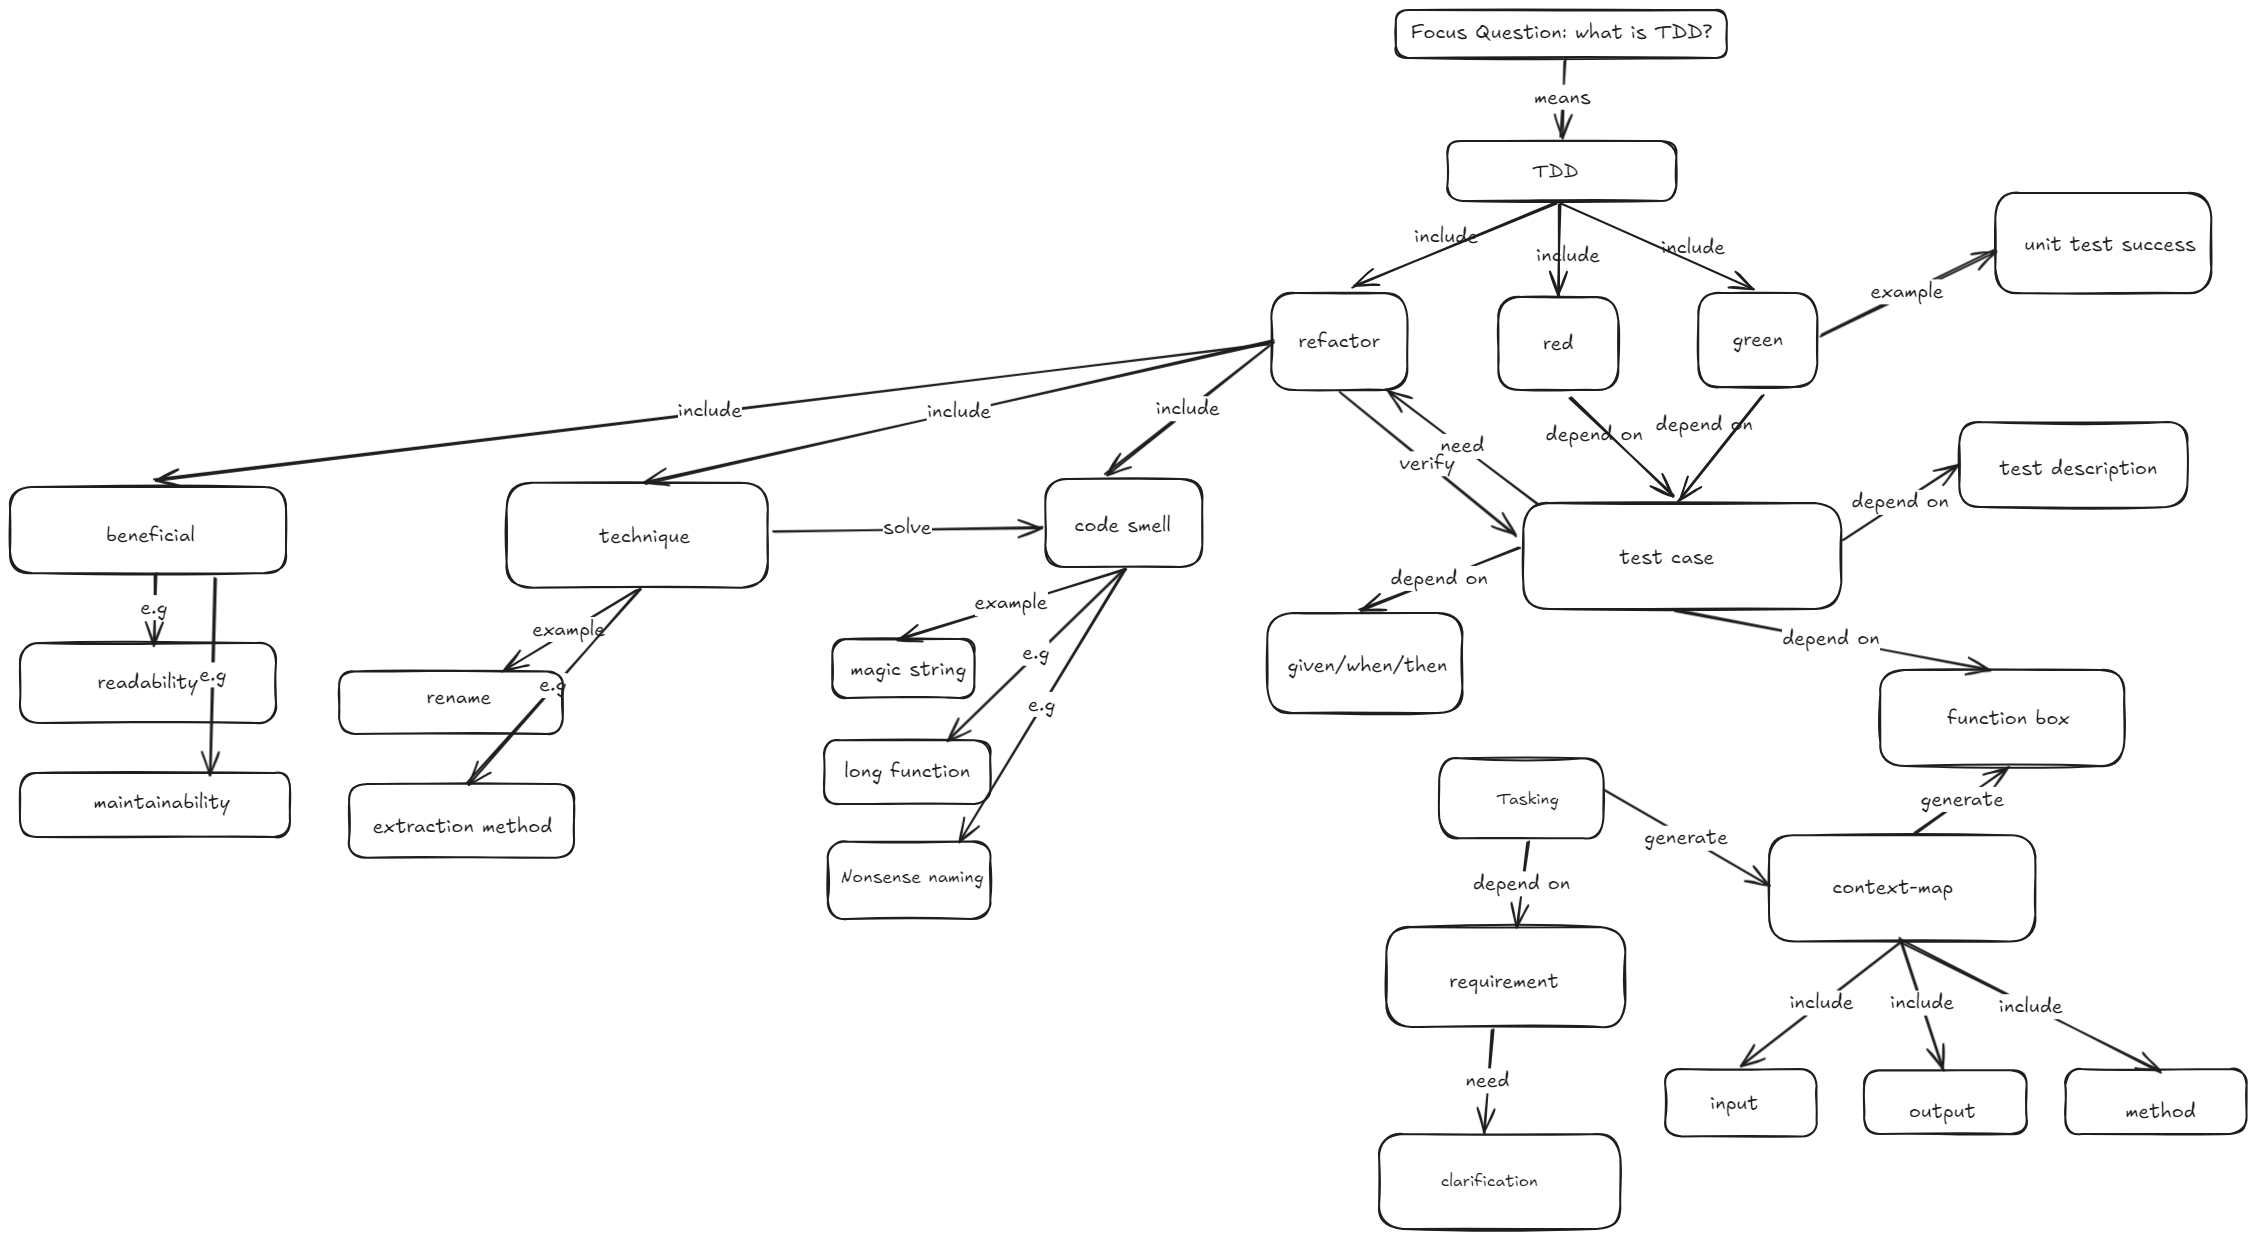 Focus Question: what is TDD?
means
TDD
include
include
include
unit test success
example
refactor
red
green
include
include
include
need
verify
depend on
depend on
test description
depend on
beneficial
technique
solve
code smell
test case
e.g
example
example
depend on
depend on
readability
e.g
rename
e.g
magic string
e.g
e.g
given/when/then
function box
maintainability
extraction method
long function
Nonsense naming
Tasking
generate
generate
depend on
context-map
requirement
include
include
include
need
input
output
method
clarification